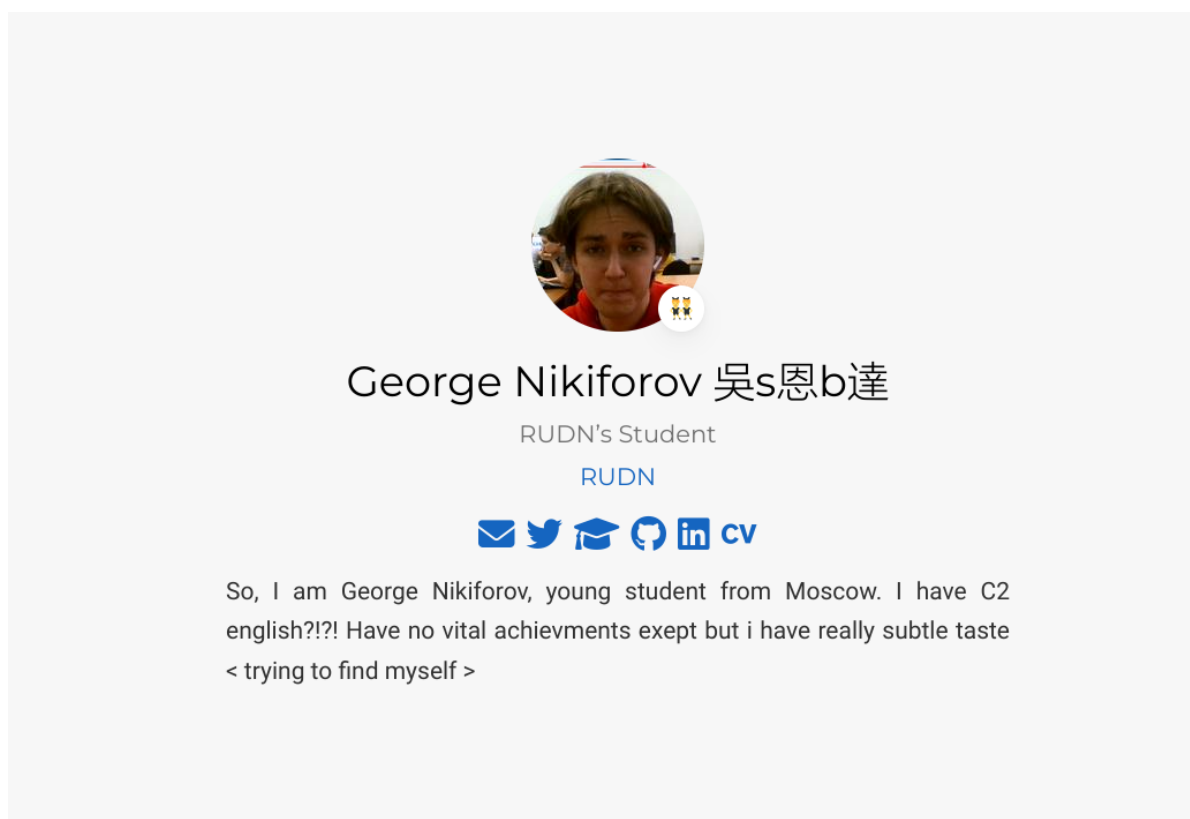 George Nikiforov 吳s恩b達
RUDN’s Student
RUDN
CV
So, I am George Nikiforov, young student from Moscow. I have C2
english?!?! Have no vital achievments exept but i have really subtle taste
< trying to find myself >